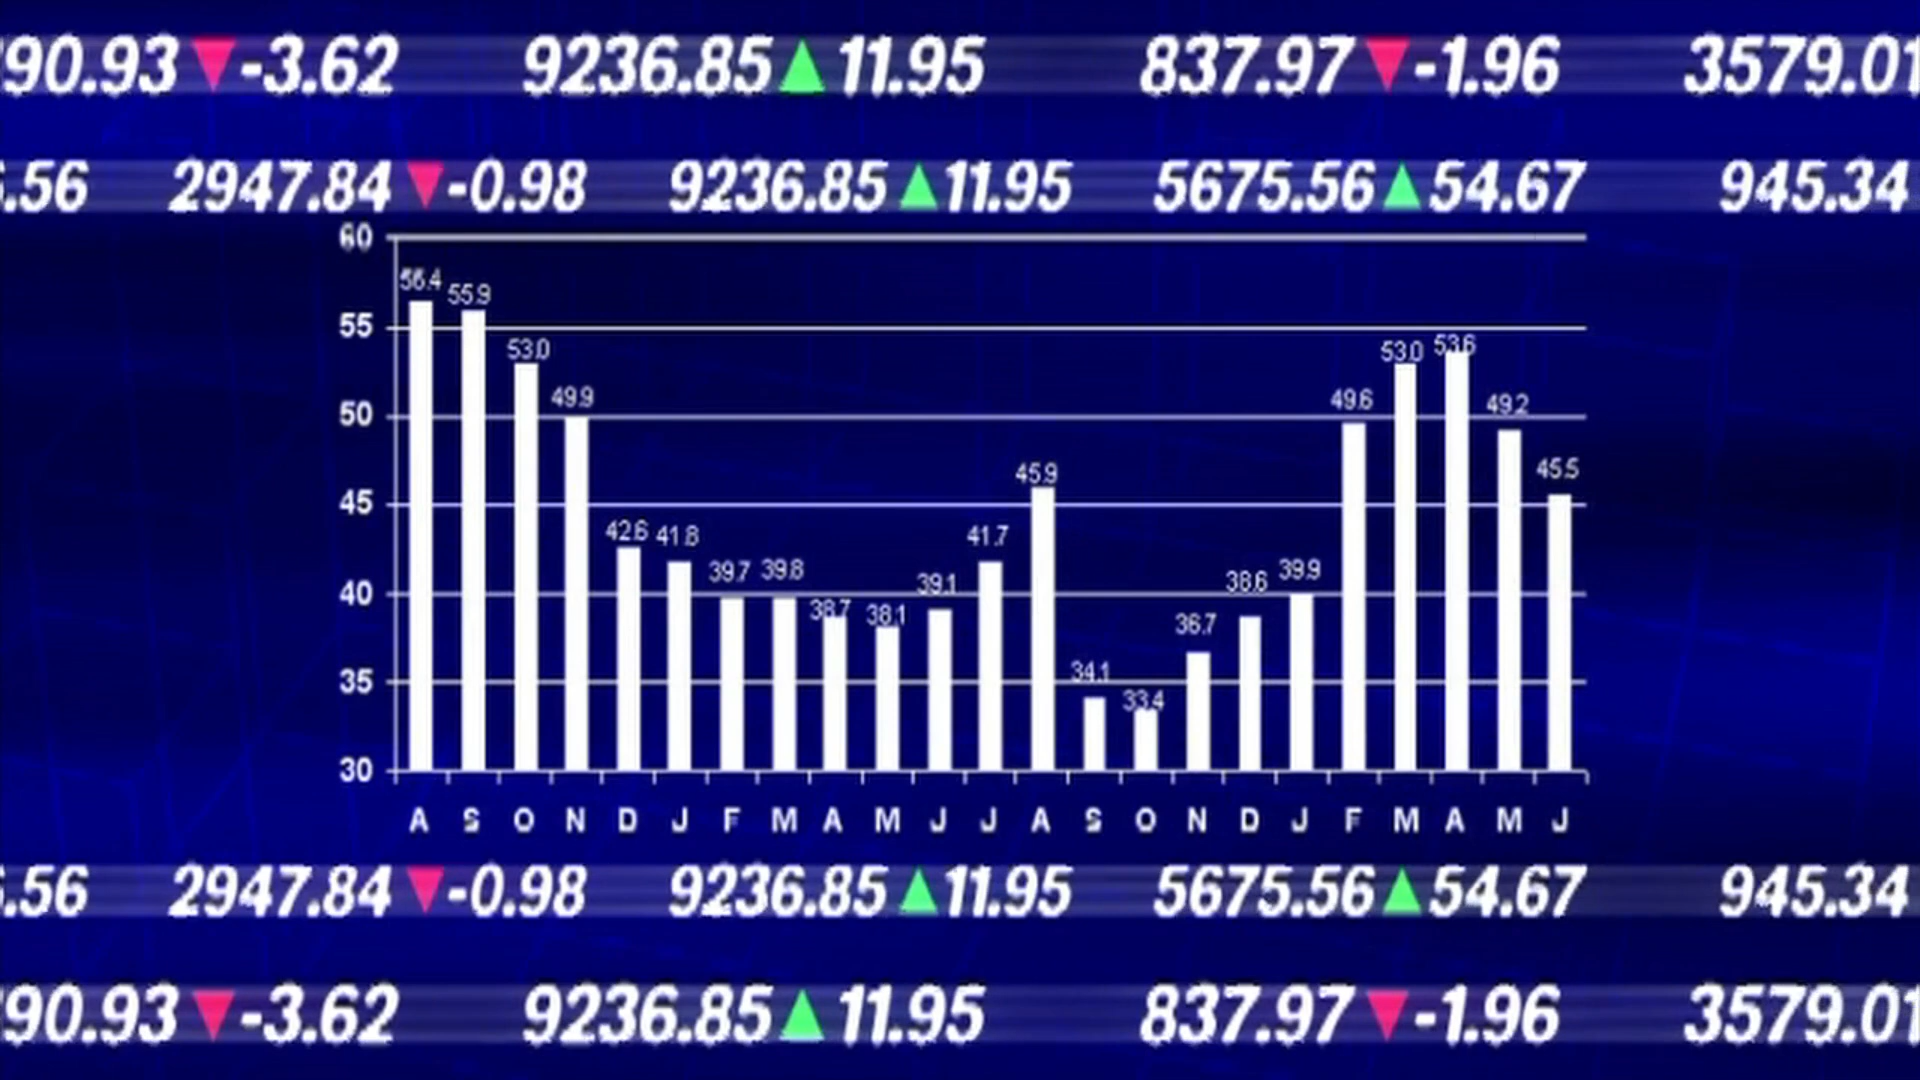 90.93 ▼ -3.62 9236.85 ▲ 11.95 837.97 ▼ -1.96 3579.01
.56 2947.84 ▼ -0.98 9236.85 ▲ 11.95 5675.56 ▲ 54.67 945.34
60
56.4 55.9
55
53.0 53.0 53.6
50
49.9 49.6 49.2
45
45.9 45.5
42.6 41.8 41.7
40
39.7 39.8 39.1 38.6 39.9
38.7 38.1 36.7
35
34.1 33.4
30
A S O N D J F M A M J J A S O N D J F M A M J
.56 2947.84 ▼ -0.98 9236.85 ▲ 11.95 5675.56 ▲ 54.67 945.34
90.93 ▼ -3.62 9236.85 ▲ 11.95 837.97 ▼ -1.96 3579.01